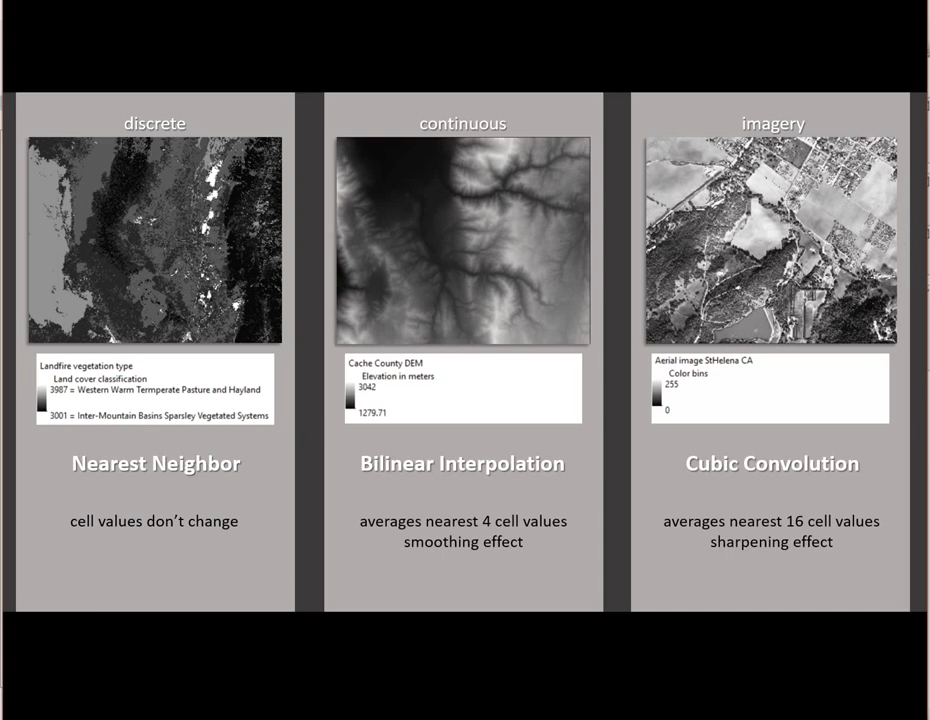 discrete
Landfire vegetation type
Land cover classification
3987 = Western Warm Termperate Pasture and Hayland
3001 = Inter-Mountain Basins Sparsley Vegetated Systems
Nearest Neighbor
cell values don't change
continuous
Cache County DEM
Elevation in meters
3042
1279.71
Bilinear Interpolation
averages nearest 4 cell values
smoothing effect
imagery
Aerial image StHelena CA
Color bins
255
0
Cubic Convolution
averages nearest 16 cell values
sharpening effect